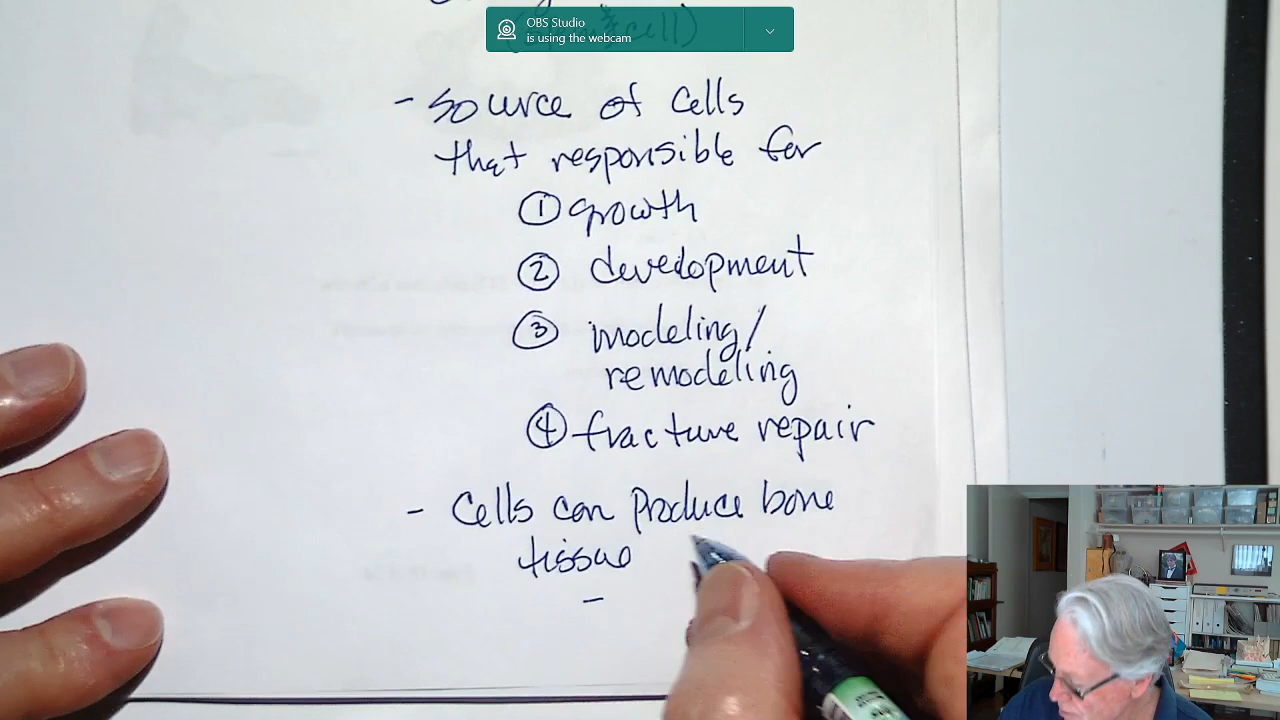 OBS Studio
is using the webcam
cell)
- source of cells
that responsible for
① growth
② development
③ modeling/
remodeling
④ fracture repair
- Cells can produce bone
tissue
-